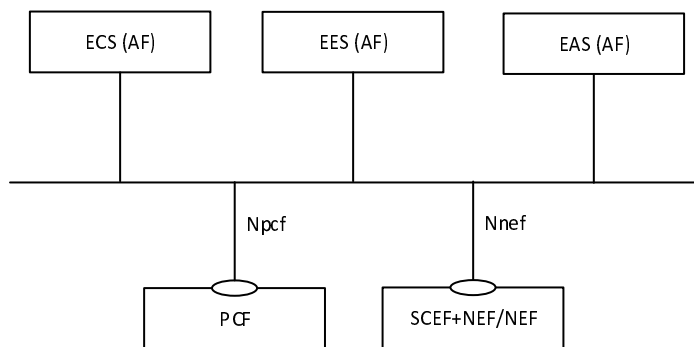 ECS (AF)
EES (AF)
EAS (AF)
Npcf
Nnef
PCF
SCEF+NEF/NEF